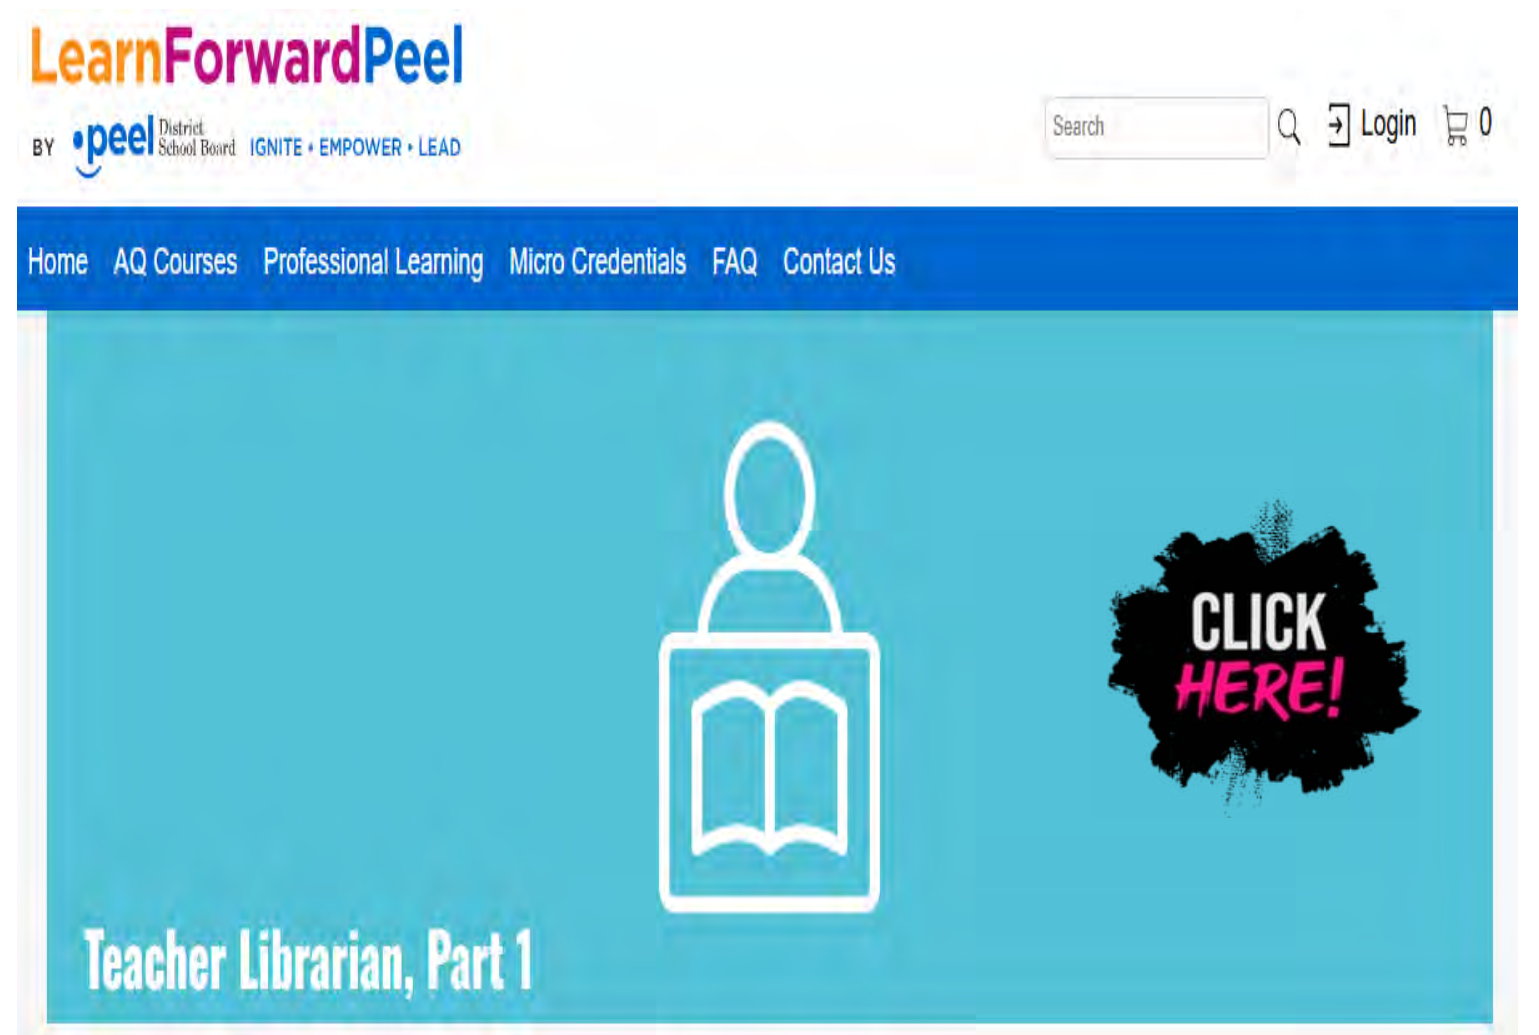 LearnForwardPeel
BY peel District School Board IGNITE • EMPOWER • LEAD
Search
Login
0
Home AQ Courses Professional Learning Micro Credentials FAQ Contact Us
CLICK
HERE!
Teacher Librarian, Part 1